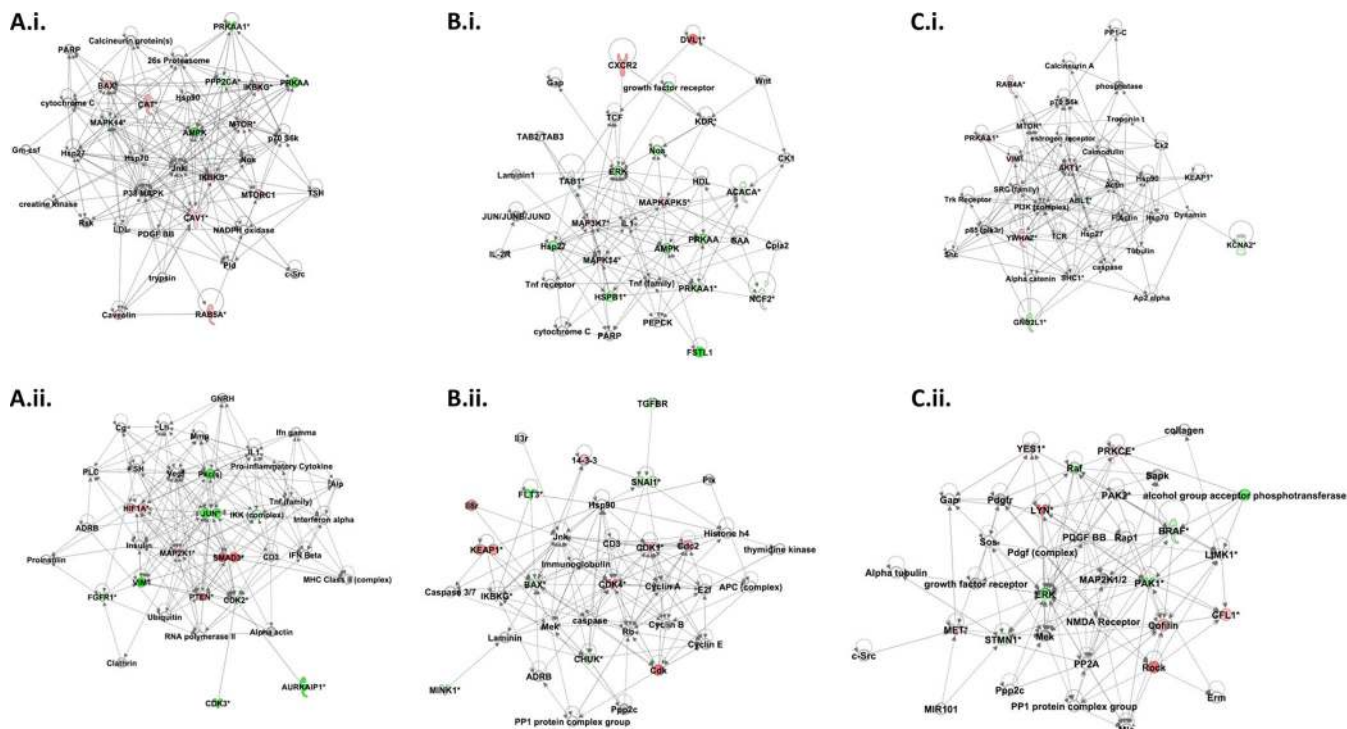 A.i.
PRKAA1*
Calcineurin protein(s)
PARP
26s Proteasome
PPP2CA*
PRKAA
BAX*
IKBKG*
Hsp90
cytochrome C
CAT*
MAPK14*
MTOR*
AMPK
p70 S6k
Gm-csf
Hsp27
Hsp70
Nox
Jnk
IKBKB*
P38 MAPK
MTORC1
TSH
creatine kinase
CAV1*
Rsk
LDL
PDGF BB
NADPH oxidase
Pld
trypsin
c-Src
Caveolin
RAB5A*
B.i.
DVL1*
CXCR2
Gap
growth factor receptor
Wnt
TCF
KDR*
TAB2/TAB3
Nox
CK1
Laminin1
ERK
TAB1*
HDL
ACACA*
MAPKAPK5*
JUN/JUNB/JUND
MAP3K7*
IL1
IL-2R
Hsp27
AMPK
PRKAA
SAA
Cpla2
MAPK14*
Tnf receptor
Tnf (family)
PRKAA1*
HSPB1*
NCF2*
cytochrome C
PEPCK
PARP
FSTL1
C.i.
PP1-C
Calcineurin A
RAB4A*
phosphatase
p70 S6k
MTOR*
Troponin t
PRKAA1*
estrogen receptor
Ck2
VIM*
Calmodulin
AKT1*
Hsp90
KEAP1*
SRC (family)
Actin
Trk Receptor
PI3K (complex)
ABL1*
F Actin
Hsp70
Dynamin
p85 (pik3r)
YWHAZ*
TCR
Hsp27
KCNA2*
Shc
Tubulin
Alpha catenin
SHC1*
caspase
Ap2 alpha
GNB2L1*
A.ii.
GNRH
Cg
Lh
Mmp
Ifn gamma
IL1
PLC
FSH
Vegf
Pkc(s)
Pro-inflammatory Cytokine
Tnf (family)
HIF1A*
JUN*
IKK (complex)
Interferon alpha
ADRB
Insulin
MAP2K1*
SMAD3*
CD3
IFN Beta
Proinsulin
MHC Class II (complex)
VIM*
FGFR1*
PTEN*
CDK2*
Ubiquitin
RNA polymerase II
Alpha actin
Clathrin
AURKAIP1*
CDK3*
B.ii.
TGFBR
Il3r
14-3-3
SNAI1*
Plk
FLT3*
Hsp90
Histone h4
KEAP1*
Jnk
CD3
CDK1*
Cdc2
thymidine kinase
Immunoglobulin
BAX*
CDK4*
Cyclin A
APC (complex)
Caspase 3/7
IKBKG*
E2f
caspase
Cyclin B
Laminin
Mek
Rb
Cyclin E
CHUK*
ADRB
Cdk
MINK1*
Ppp2c
PP1 protein complex group
C.ii.
collagen
YES1*
PRKCE*
Raf
Sapk
PAK2*
alcohol group acceptor phosphotransferase
Gap
Pdgfr
LYN*
BRAF*
PDGF BB
Rap1
Sos
LIMK1*
Pdgf (complex)
Alpha tubulin
MAP2K1/2
PAK1*
growth factor receptor
ERK
NMDA Receptor
Cofilin
CFL1*
MET*
STMN1*
Mek
c-Src
PP2A
Rock
Ppp2c
Erm
MIR101
PP1 protein complex group